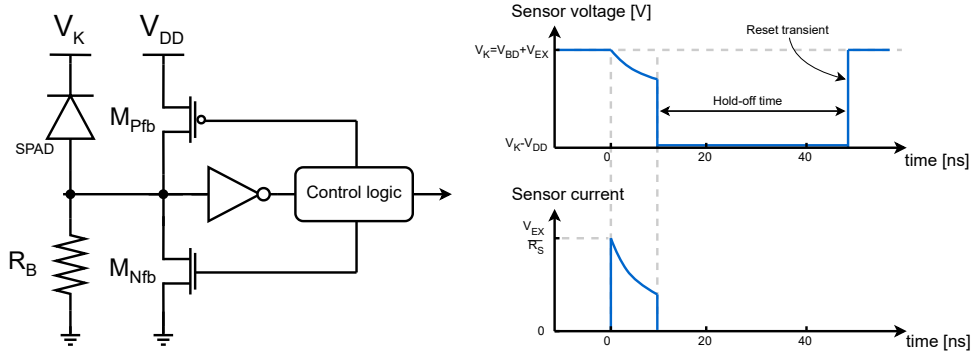 V_K
V_DD
M_Pfb
SPAD
Control logic
R_B
M_Nfb
Sensor voltage [V]
Reset transient
V_K=V_BD+V_EX
Hold-off time
V_K-V_DD
0
20
40
time [ns]
Sensor current
V_EX
R_S
0
0
20
40
time [ns]